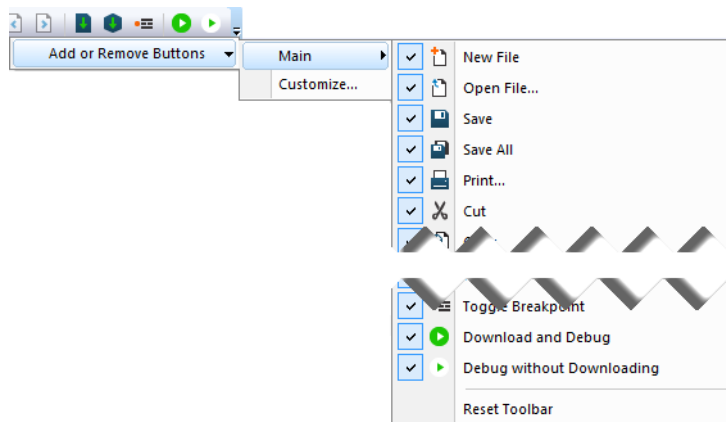 Add or Remove Buttons
Main
Customize...
New File
Open File...
Save
Save All
Print...
Cut
Toggle Breakpoint
Download and Debug
Debug without Downloading
Reset Toolbar